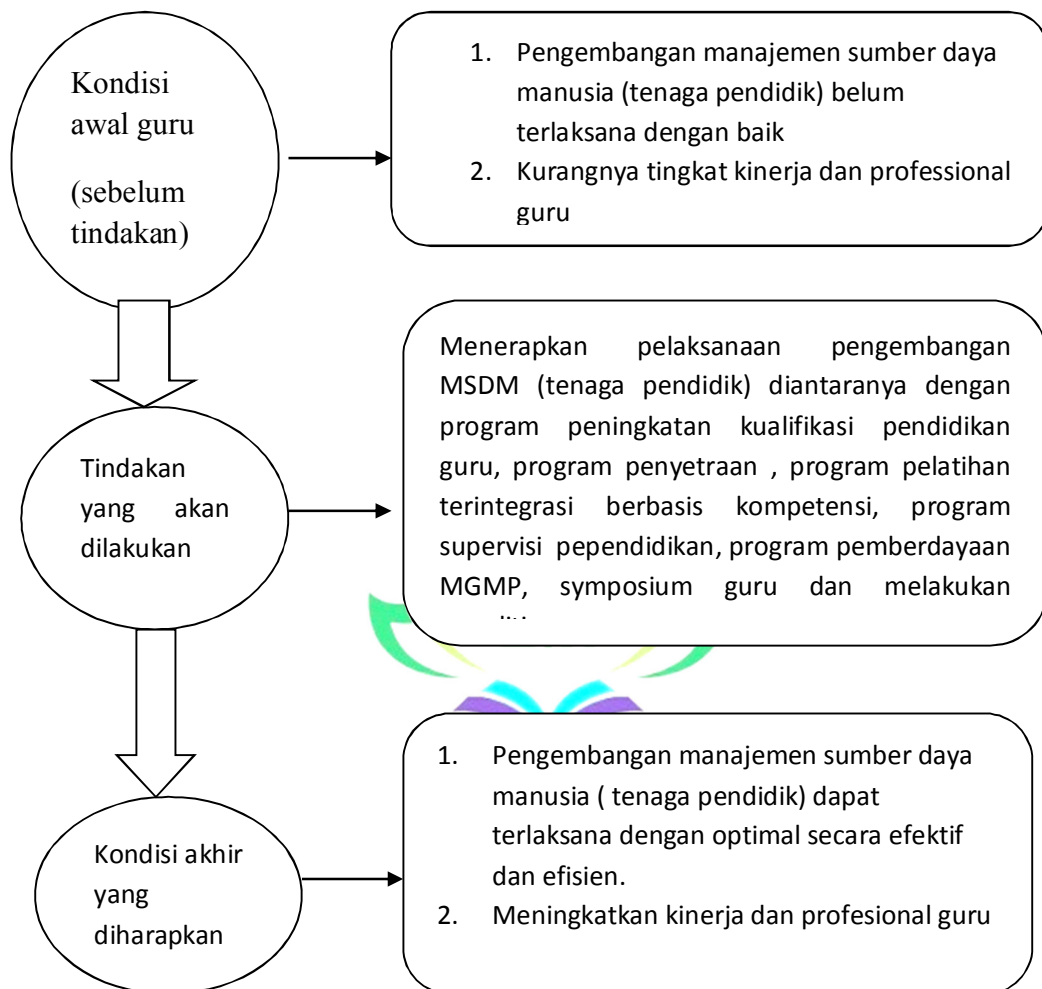 Kondisi
awal guru
(sebelum
tindakan)
1. Pengembangan manajemen sumber daya
manusia (tenaga pendidik) belum
terlaksana dengan baik
2. Kurangnya tingkat kinerja dan professional
guru
Tindakan
yang akan
dilakukan
Menerapkan pelaksanaan pengembangan
MSDM (tenaga pendidik) diantaranya dengan
program peningkatan kualifikasi pendidikan
guru, program penyetraan , program pelatihan
terintegrasi berbasis kompetensi, program
supervisi pependidikan, program pemberdayaan
MGMP, symposium guru dan melakukan
Kondisi akhir
yang
diharapkan
1. Pengembangan manajemen sumber daya
manusia ( tenaga pendidik) dapat
terlaksana dengan optimal secara efektif
dan efisien.
2. Meningkatkan kinerja dan profesional guru